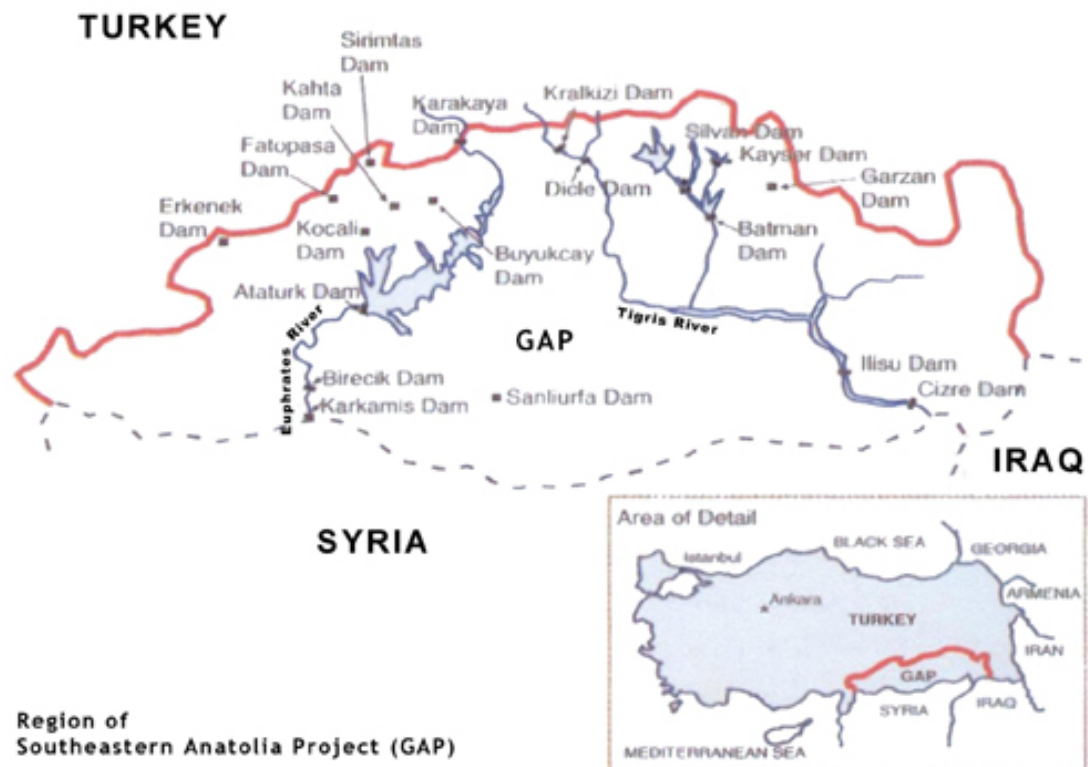 TURKEY
Sirimtas
Dam
Kahta
Dam
Karakaya
Dam
Kralkizi Dam
Silvan Dam
Kayser Dam
Fatopasa
Dam
Dicle Dam
Garzan
Dam
Erkenek
Dam
Kocali
Dam
Buyukcay
Dam
Batman
Dam
Ataturk Dam
Euphrates River
Tigris River
GAP
Ilisu Dam
Birecik Dam
Cizre Dam
Sanliurfa Dam
Karkamis Dam
IRAQ
SYRIA
Area of Detail
BLACK SEA
Istanbul
GEORGIA
Ankara
ARMENIA
TURKEY
IRAN
GAP
SYRIA
IRAQ
MEDITERRANEAN SEA
Region of
Southeastern Anatolia Project (GAP)